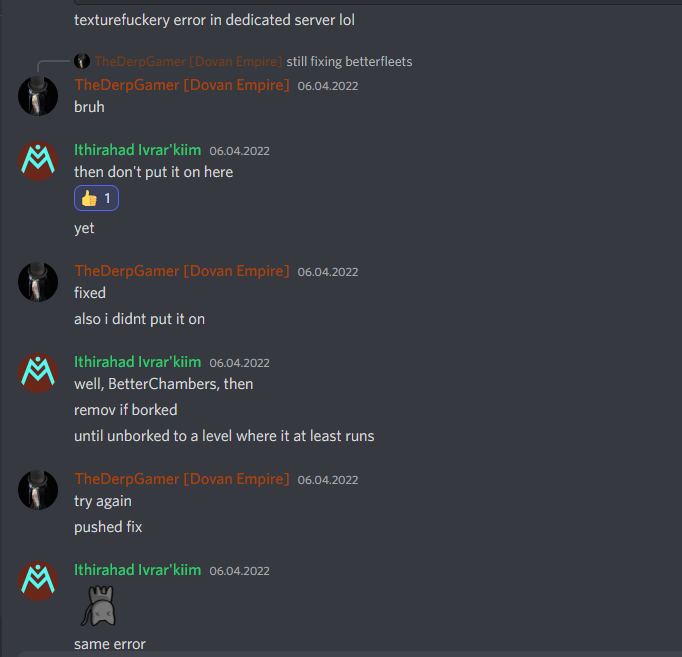 texturefuckery error in dedicated server lol
TheDerpGamer [Dovan Empire] still fixing betterfleets
TheDerpGamer [Dovan Empire] 06.04.2022
bruh
Ithirahad Ivrar'kiim 06.04.2022
then don't put it on here
👍 1
yet
TheDerpGamer [Dovan Empire] 06.04.2022
fixed
also i didnt put it on
Ithirahad Ivrar'kiim 06.04.2022
well, BetterChambers, then
remov if borked
until unborked to a level where it at least runs
TheDerpGamer [Dovan Empire] 06.04.2022
try again
pushed fix
Ithirahad Ivrar'kiim 06.04.2022
same error